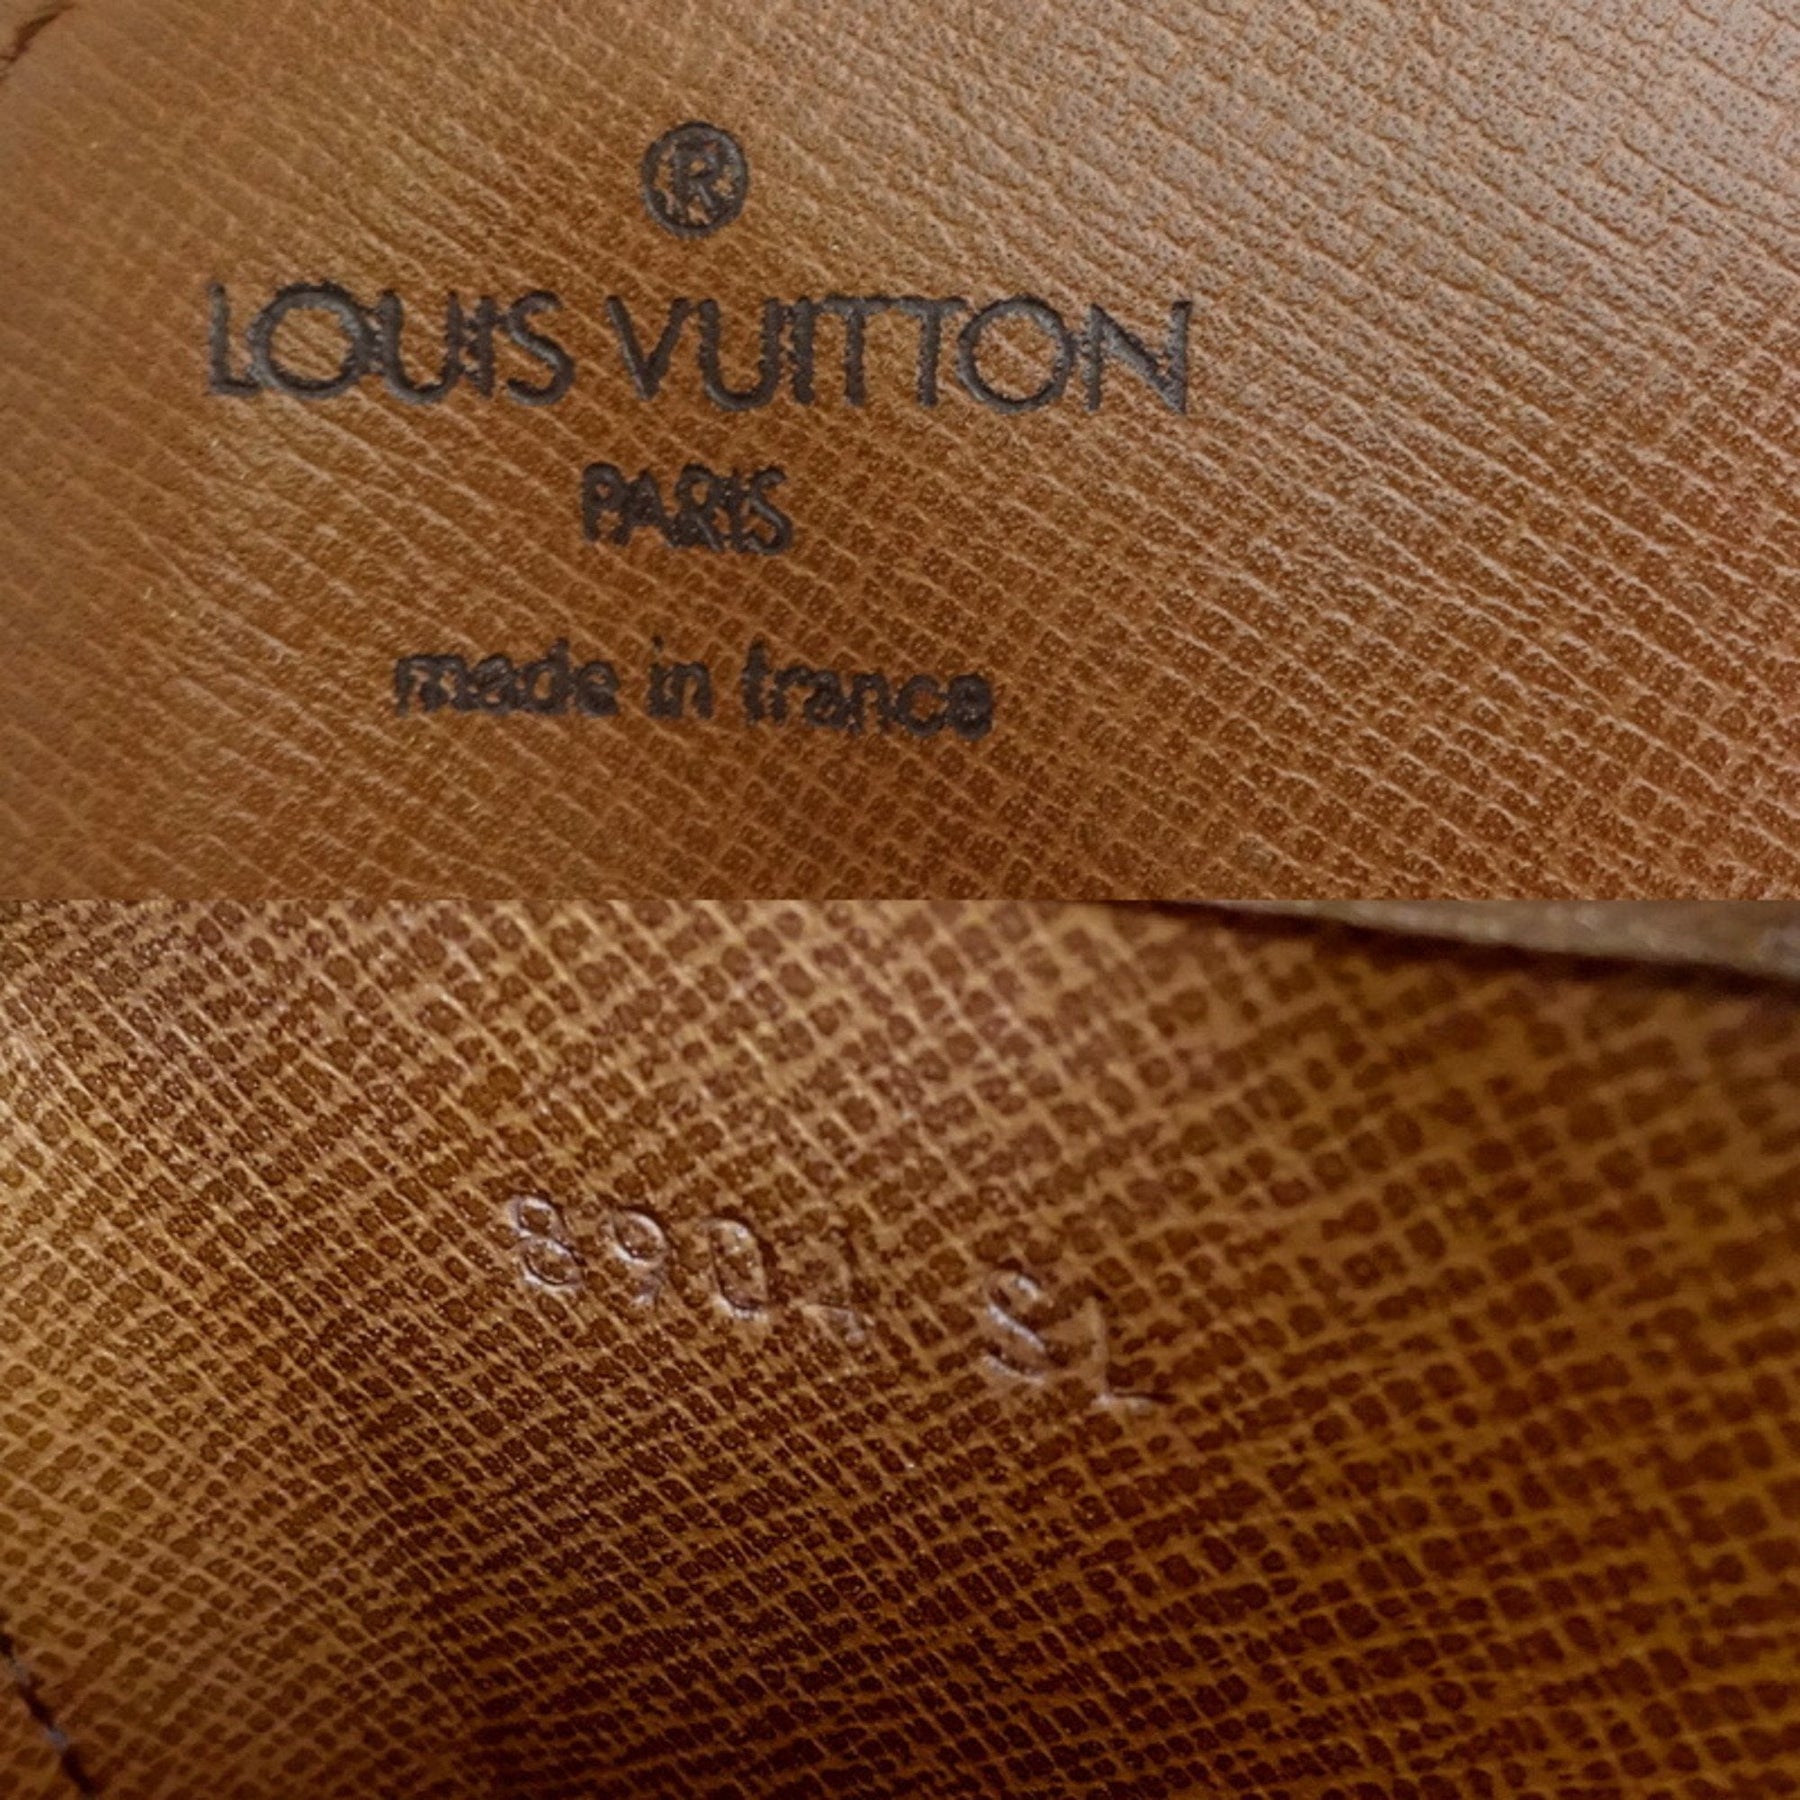 ®
LOUIS VUITTON
PARIS
made in france
8904 SL